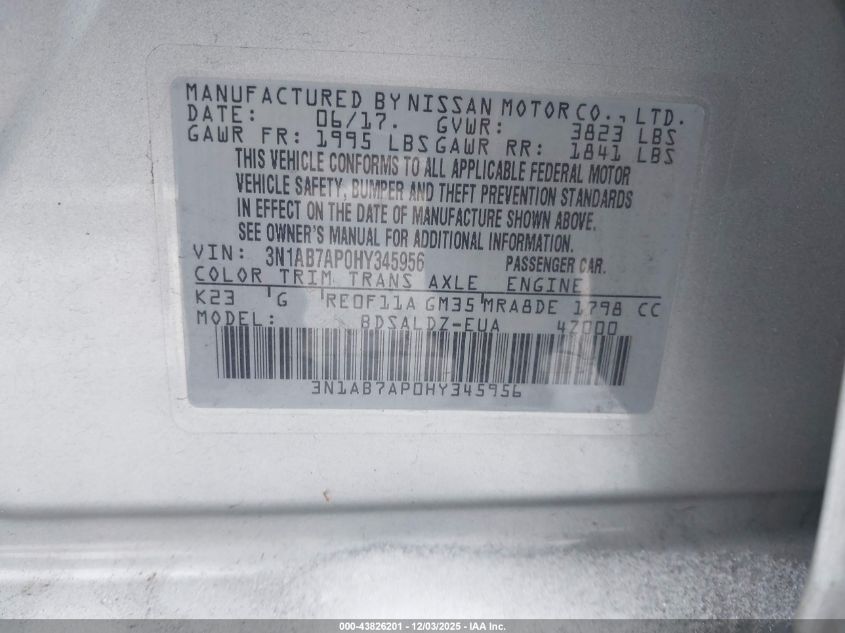 MANUFACTURED BY NISSAN MOTOR CO., LTD.
DATE: 06/17. GVWR: 3823 LBS
GAWR FR: 1995 LBS GAWR RR: 1841 LBS
THIS VEHICLE CONFORMS TO ALL APPLICABLE FEDERAL MOTOR
VEHICLE SAFETY, BUMPER AND THEFT PREVENTION STANDARDS
IN EFFECT ON THE DATE OF MANUFACTURE SHOWN ABOVE.
SEE OWNER'S MANUAL FOR ADDITIONAL INFORMATION.
VIN: 3N1AB7AP0HY345956 PASSENGER CAR.
COLOR TRIM TRANS AXLE ENGINE
K23 G RE0F11A GM35 MRA8DE 1798 CC
MODEL: BDSALDZ-EUA 4Z000
3N1AB7AP0HY345956
000-43826201 - 12/03/2025 - IAA Inc.